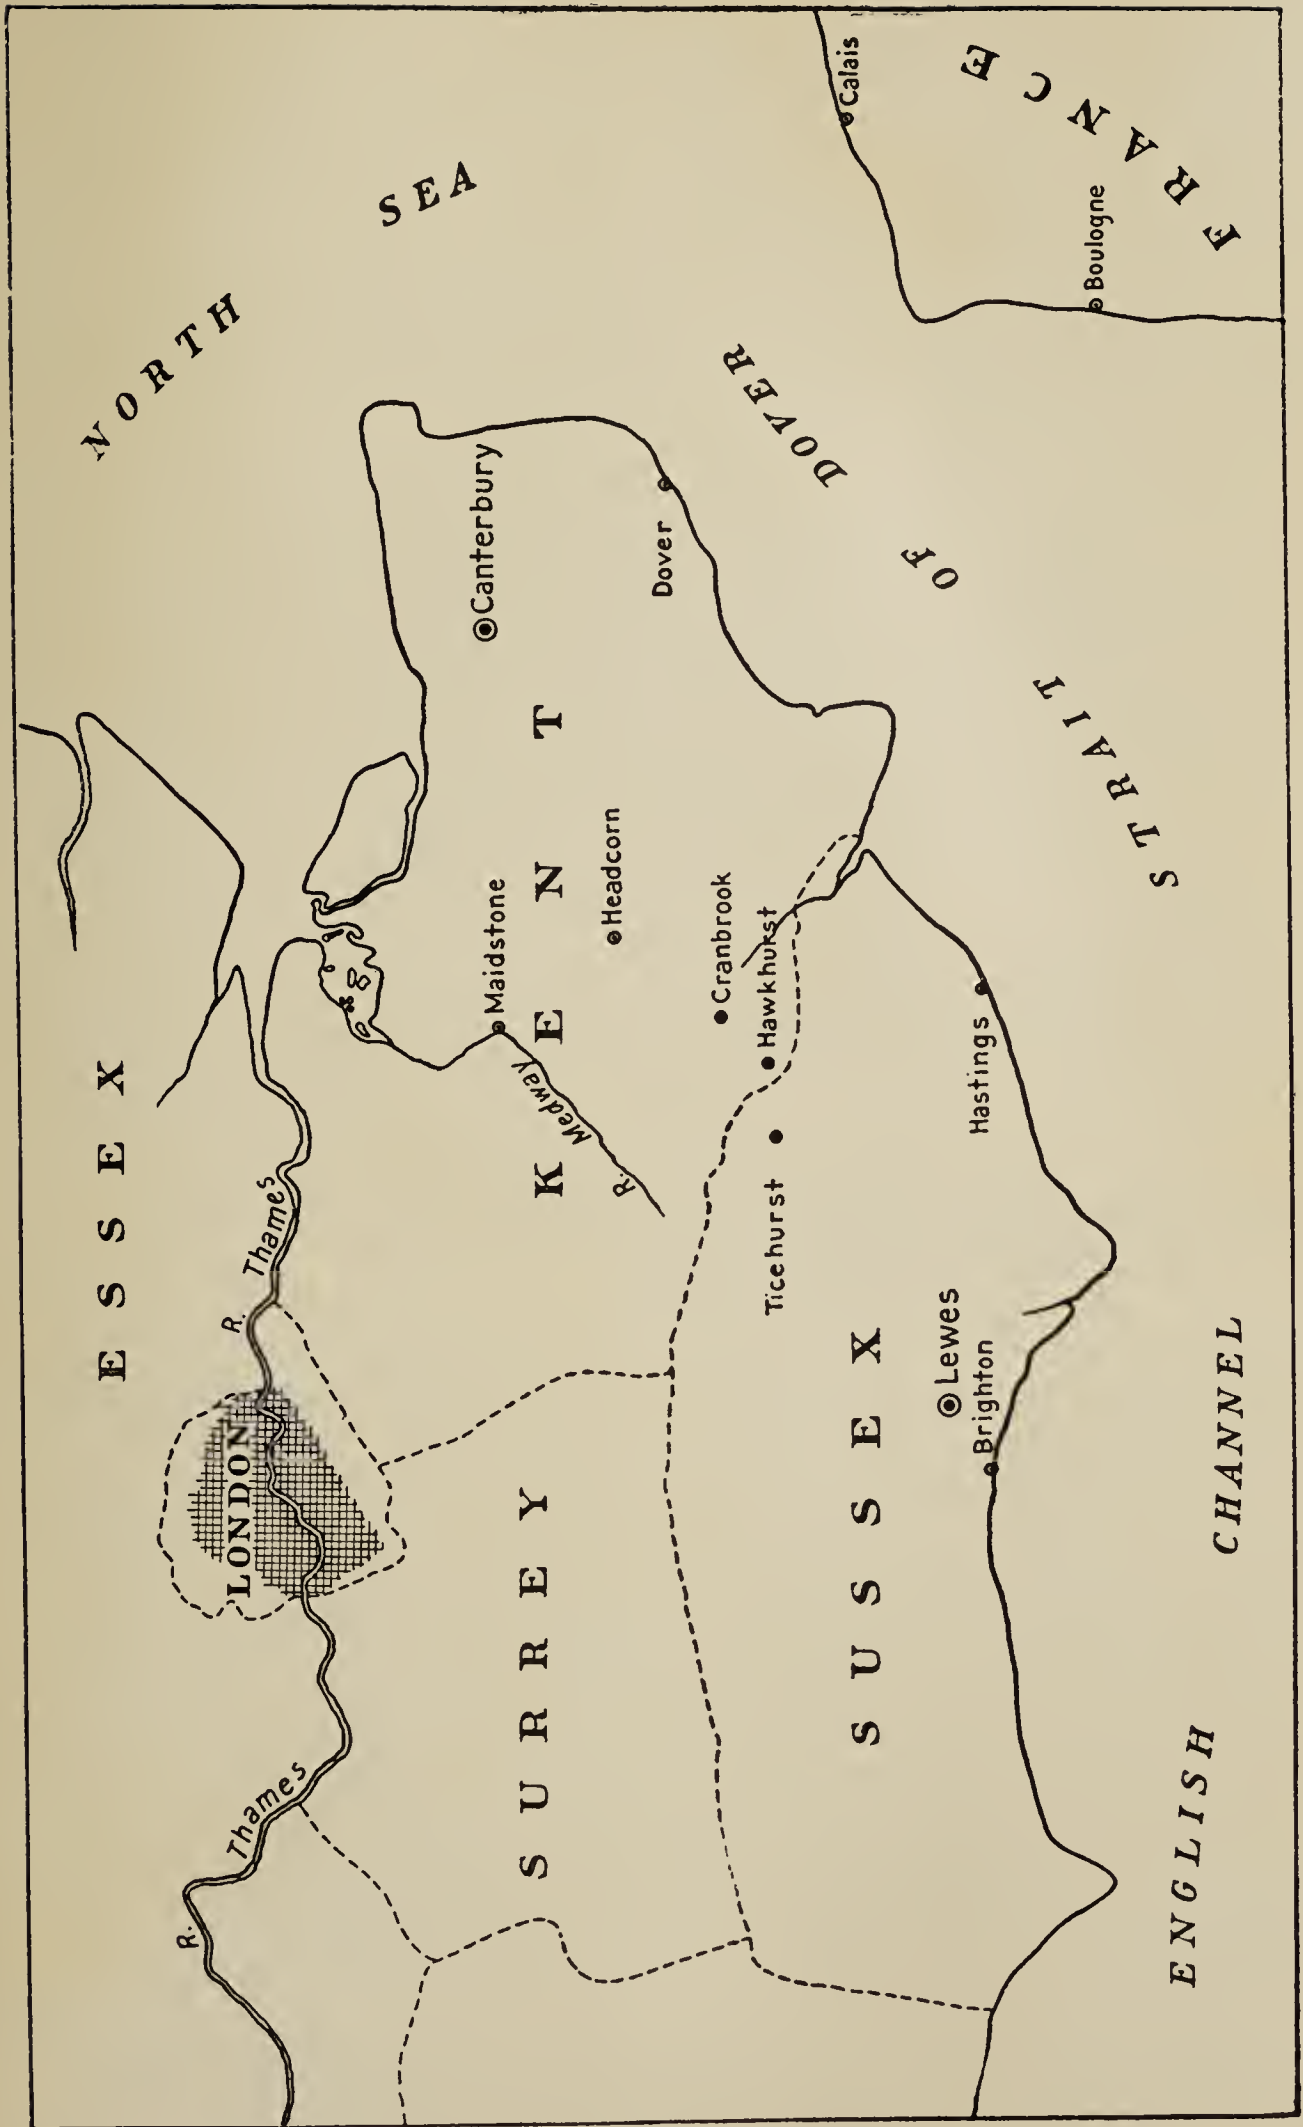 NORTH
SEA
ESSEX
R. Thames
R. Thames
LONDON
Canterbury
Maidstone
R. Medway
KENT
Headcorn
Dover
Cranbrook
Hawkhurst
Ticehurst
SURREY
SUSSEX
Lewes
Brighton
Hastings
STRAIT OF DOVER
ENGLISH CHANNEL
Calais
Boulogne
FRANCE